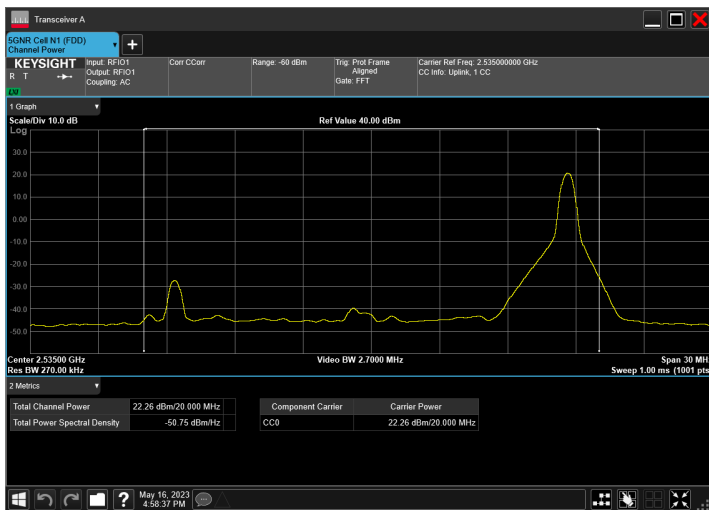 Transceiver A
5GNR Cell N1 (FDD)
Channel Power
KEYSIGHT
R T
LXI
Input: RFIO1
Output: RFIO1
Coupling: AC
Corr CCorr
Range: -60 dBm
Trig: Prot Frame
Aligned
Gate: FFT
Carrier Ref Freq: 2.535000000 GHz
CC Info: Uplink, 1 CC
1 Graph
Scale/Div 10.0 dB
Ref Value 40.00 dBm
Log
30.0
20.0
10.0
0.00
-10.0
-20.0
-30.0
-40.0
-50.0
Center 2.53500 GHz
Video BW 2.7000 MHz
Span 30 MH
Res BW 270.00 kHz
Sweep 1.00 ms (1001 pts
2 Metrics
Total Channel Power 22.26 dBm/20.000 MHz
Total Power Spectral Density -50.75 dBm/Hz
Component Carrier Carrier Power
CC0 22.26 dBm/20.000 MHz
?
May 16, 2023
4:58:37 PM